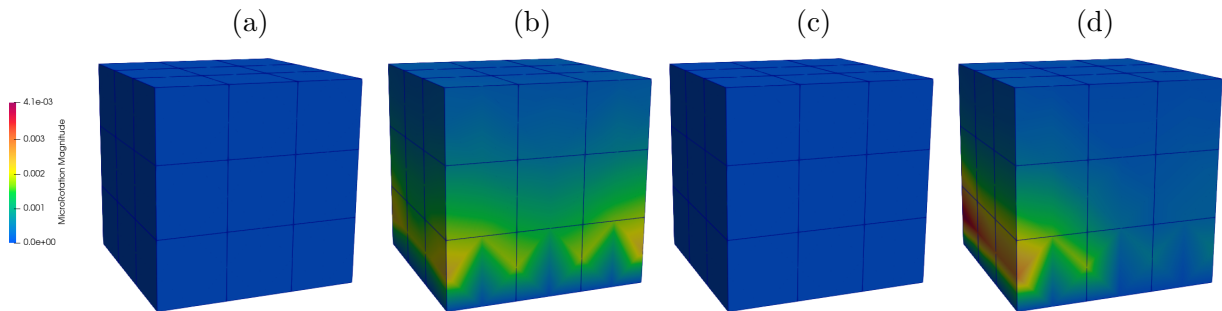 (a) (b) (c) (d)
4.1e-03
0.003
0.002
0.001
0.0e+00
MicroRotation Magnitude